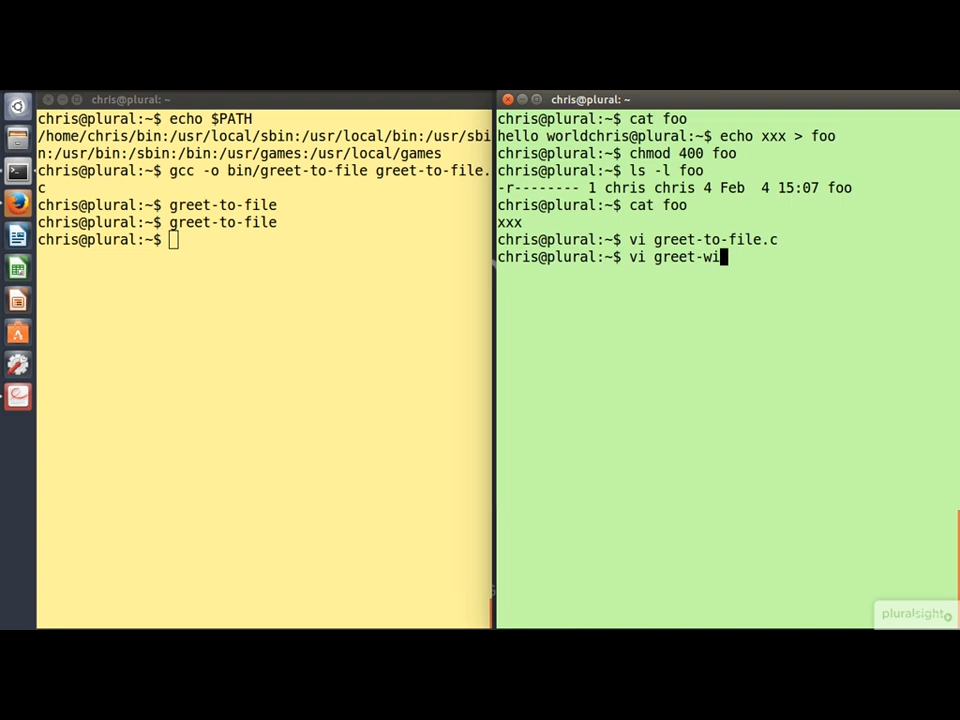 chris@plural: ~
chris@plural:~$ echo $PATH
/home/chris/bin:/usr/local/sbin:/usr/local/bin:/usr/sbi
n:/usr/bin:/sbin:/bin:/usr/games:/usr/local/games
chris@plural:~$ gcc -o bin/greet-to-file greet-to-file.
c
chris@plural:~$ greet-to-file
chris@plural:~$ greet-to-file
chris@plural:~$
chris@plural: ~
chris@plural:~$ cat foo
hello worldchris@plural:~$ echo xxx > foo
chris@plural:~$ chmod 400 foo
chris@plural:~$ ls -l foo
-r-------- 1 chris chris 4 Feb  4 15:07 foo
chris@plural:~$ cat foo
xxx
chris@plural:~$ vi greet-to-file.c
chris@plural:~$ vi greet-wi
pluralsight